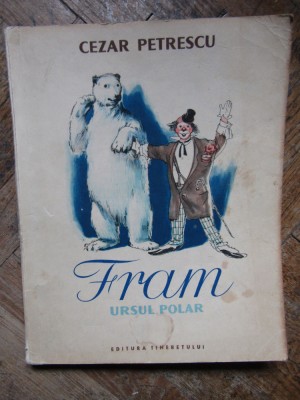 CEZAR PETRESCU
Fram
URSUL POLAR
EDITURA TINERETULUI